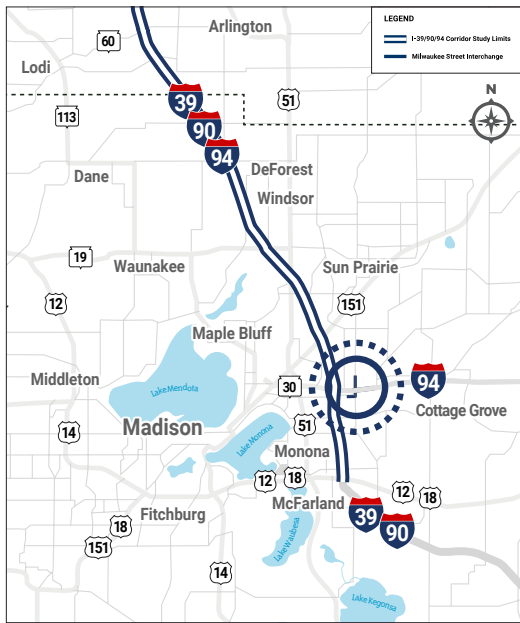 LEGEND
I-39/90/94 Corridor Study Limits
Milwaukee Street Interchange
N
Arlington
60
Lodi
39
51
113
90
94
DeForest
Dane
Windsor
19
Waunakee
Sun Prairie
12
151
Maple Bluff
Middleton
Lake Mendota
30
94
Cottage Grove
Madison
51
14
Lake Monona
Monona
12
18
12
18
McFarland
Fitchburg
18
39
90
151
Lake Waubesa
14
Lake Kegonsa